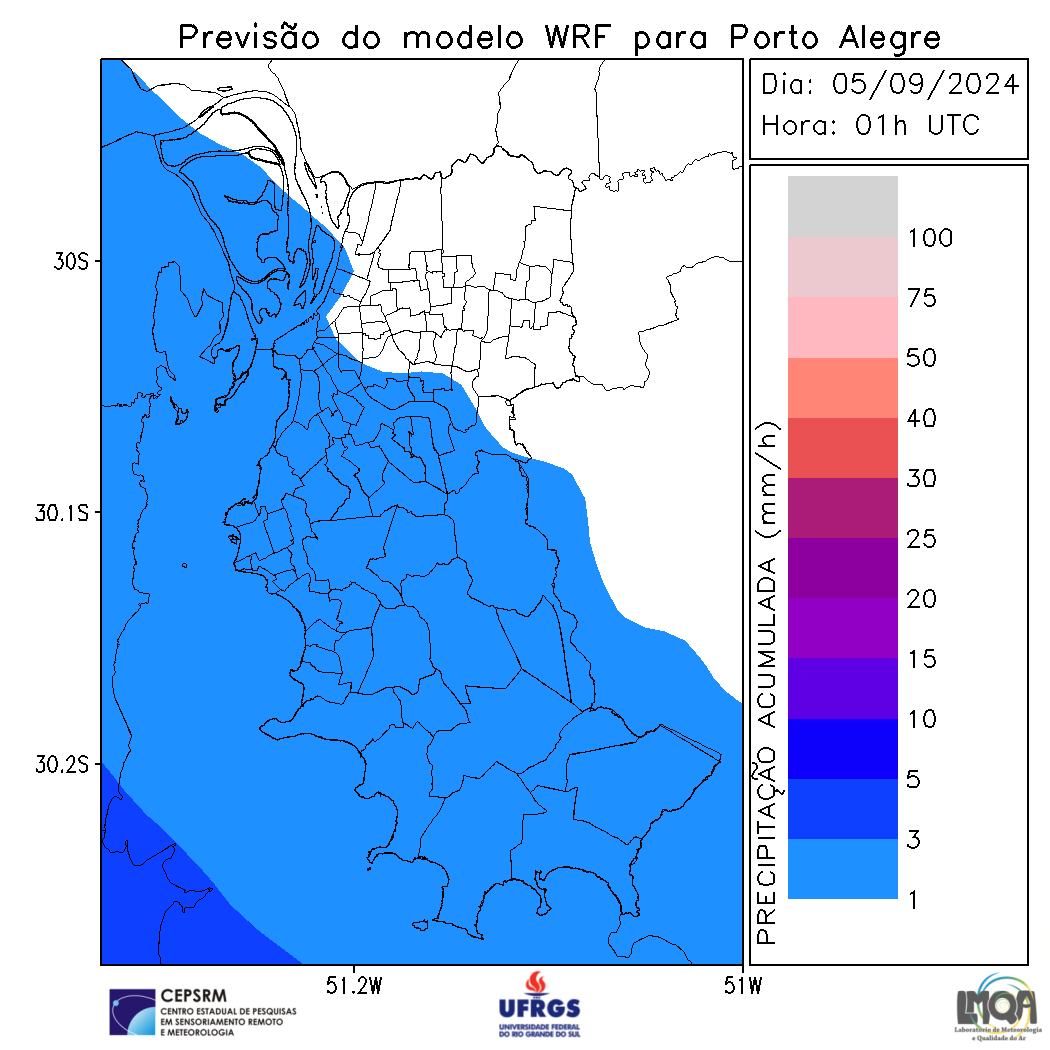 Previsão do modelo WRF para Porto Alegre
Dia: 05/09/2024
Hora: 01h UTC
30S
30.1S
30.2S
51.2W
51W
PRECIPITAÇÃO ACUMULADA (mm/h)
100
75
50
40
30
25
20
15
10
5
3
1
CEPSRM
CENTRO ESTADUAL DE PESQUISAS
EM SENSORIAMENTO REMOTO
E METEOROLOGIA
UFRGS
UNIVERSIDADE FEDERAL
DO RIO GRANDE DO SUL
LMQA
Laboratório de Meteorologia
e Qualidade do Ar